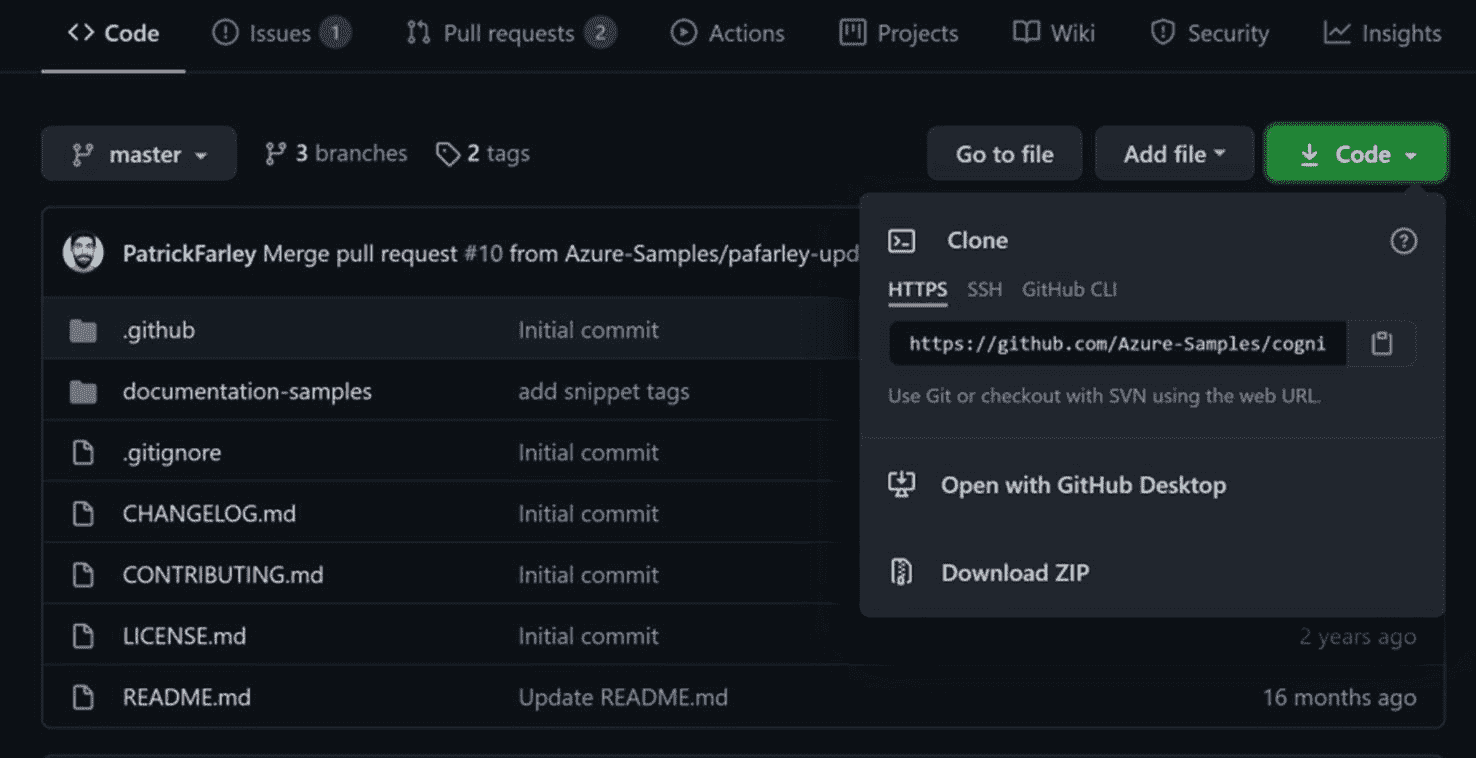 Code Issues 1 Pull requests 2 Actions Projects Wiki Security Insights
master 3 branches 2 tags Go to file Add file Code
PatrickFarley Merge pull request #10 from Azure-Samples/pafarley-upd
.github Initial commit
documentation-samples add snippet tags
.gitignore Initial commit
CHANGELOG.md Initial commit
CONTRIBUTING.md Initial commit
LICENSE.md Initial commit 2 years ago
README.md Update README.md 16 months ago
Clone
HTTPS SSH GitHub CLI
https://github.com/Azure-Samples/cogni
Use Git or checkout with SVN using the web URL.
Open with GitHub Desktop
Download ZIP